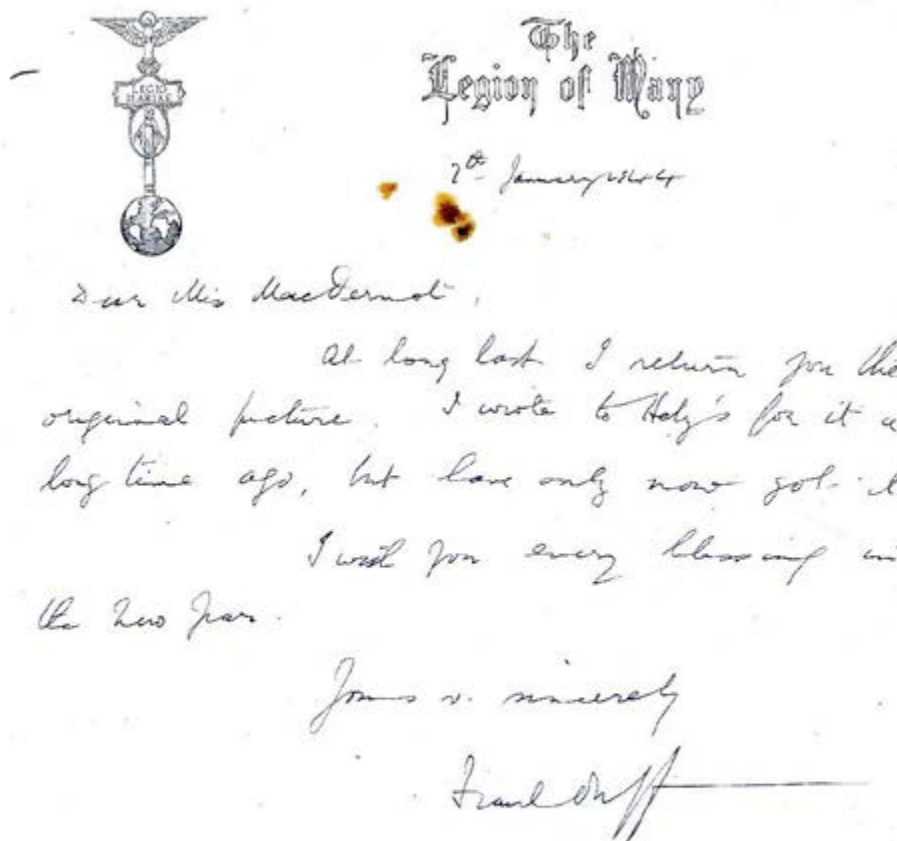 The
Legion of Mary
LEGIO
MARIAE
7th January 1944
Dear Miss MacDermot,
At long last I return you the
original picture. I wrote to Hely's for it a
long time ago, but have only now got it
I wish you every blessing in
the New Year.
Yours v. sincerely
Frank Duff